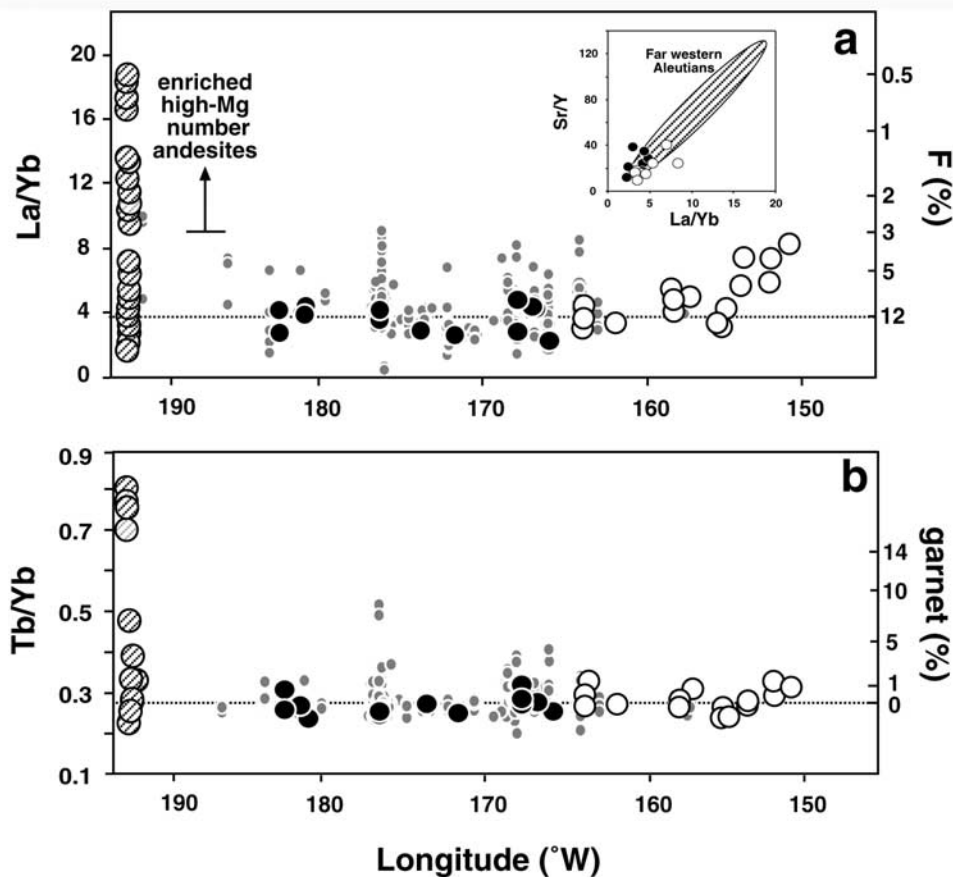 a
20
16
12
8
4
0
La/Yb
enriched
high-Mg
number
andesites
120
80
40
0
Sr/Y
Far western
Aleutians
0 5 10 15 20
La/Yb
0.5
1
2
3
5
12
F (%)
190 180 170 160 150
b
0.9
0.7
0.5
0.3
0.1
Tb/Yb
14
10
5
1
0
garnet (%)
190 180 170 160 150
Longitude (˚W)